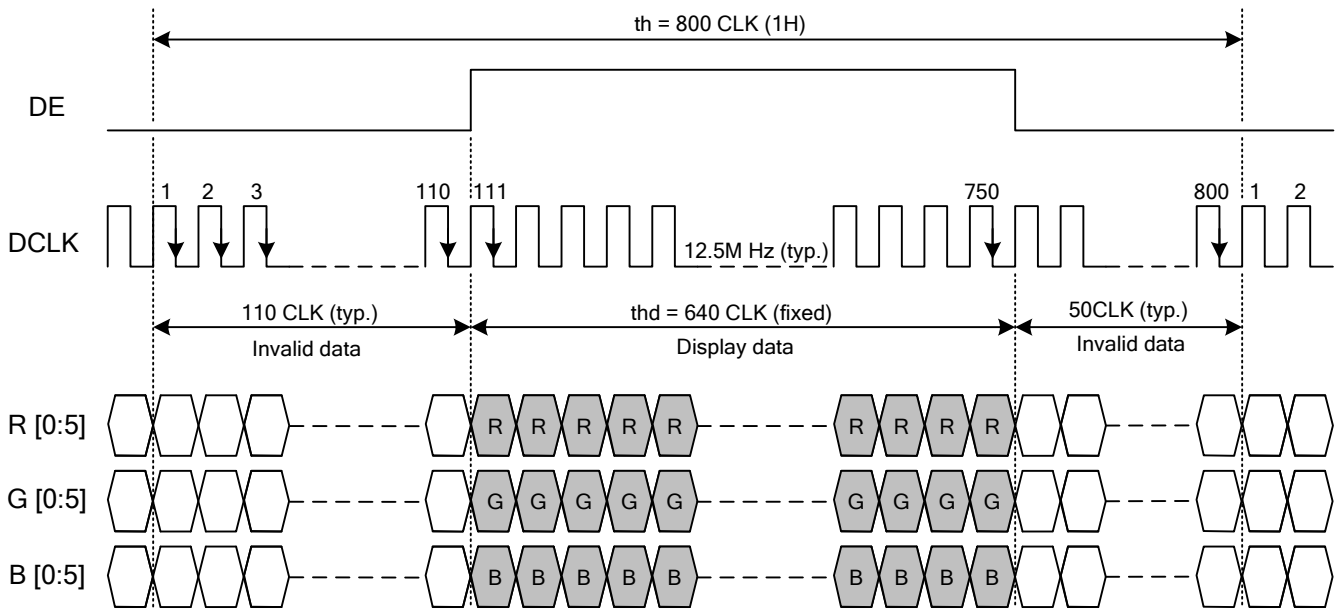 th = 800 CLK (1H)
DE
1 2 3 110 111 750 800 1 2
DCLK
12.5M Hz (typ.)
110 CLK (typ.) thd = 640 CLK (fixed) 50CLK (typ.)
Invalid data Display data Invalid data
R [0:5] R R R R R R R R R
G [0:5] G G G G G G G G G
B [0:5] B B B B B B B B B